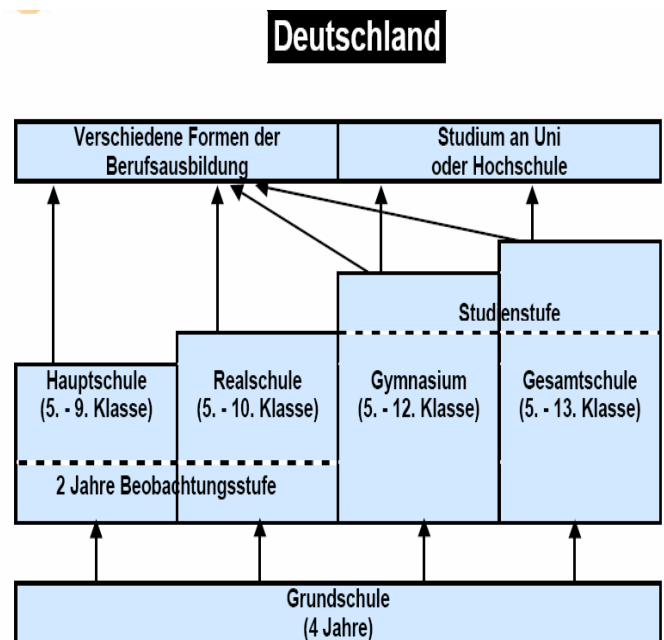 Deutschland
Verschiedene Formen der
Berufsausbildung
Studium an Uni
oder Hochschule
Studienstufe
Hauptschule
(5. - 9. Klasse)
Realschule
(5. - 10. Klasse)
Gymnasium
(5. - 12. Klasse)
Gesamtschule
(5. - 13. Klasse)
2 Jahre Beobachtungsstufe
Grundschule
(4 Jahre)